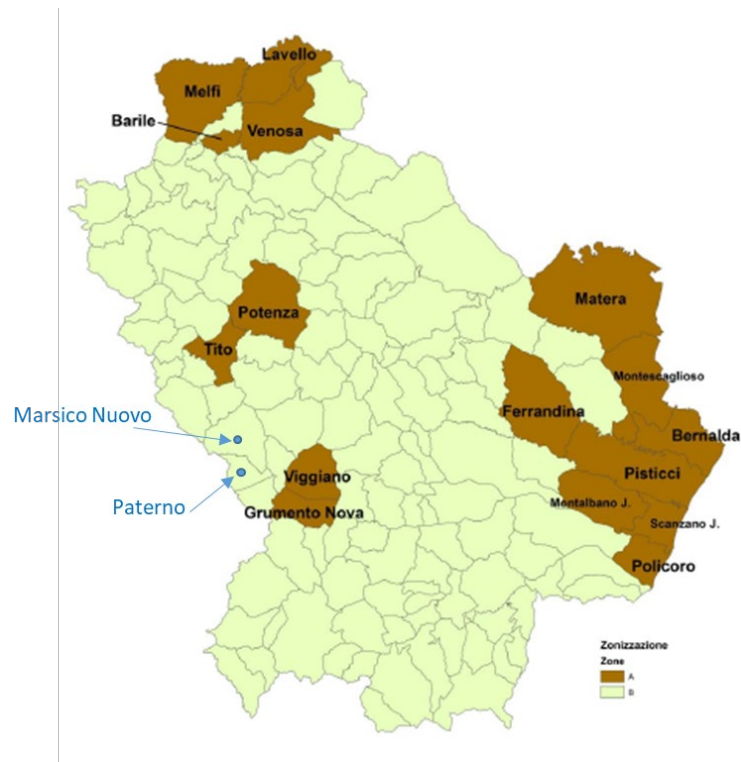 Lavello
Melfi
Barile
Venosa
Matera
Potenza
Tito
Montescaglioso
Marsico Nuovo
Ferrandina
Bernalda
Viggiano
Pisticci
Paterno
Montalbano J.
Grumento Nova
Scanzano J.
Policoro
Zonizzazione
Zone
A
B